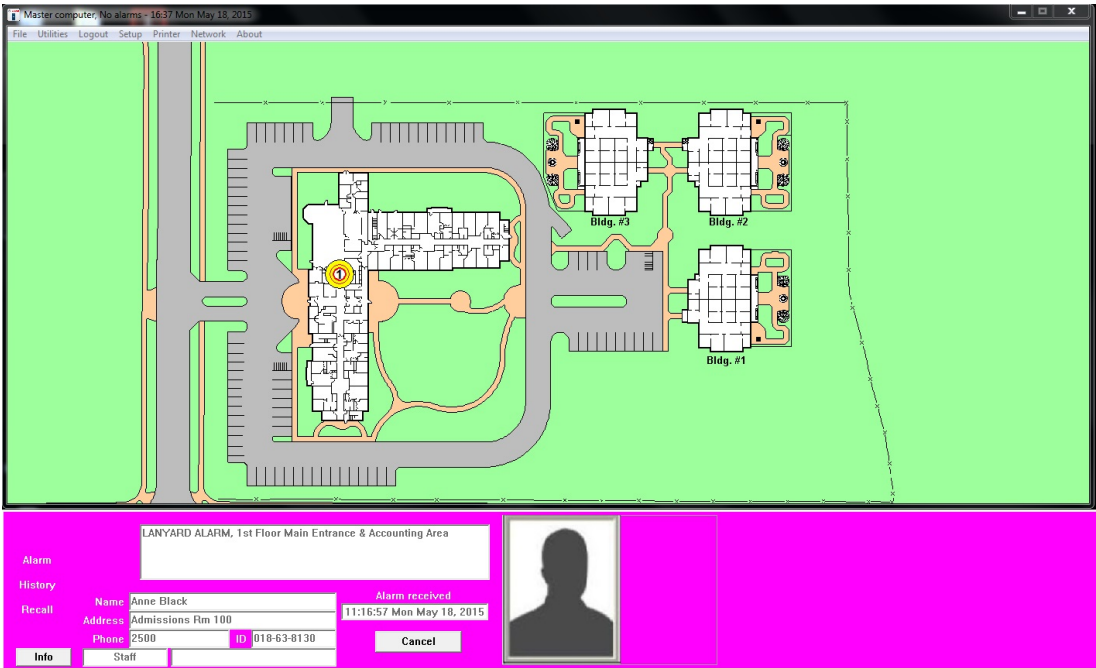 Master computer, No alarms - 16:37 Mon May 18, 2015
File Utilities Logout Setup Printer Network About
1
Bldg. #3
Bldg. #2
Bldg. #1
LANYARD ALARM, 1st Floor Main Entrance & Accounting Area
Alarm
History
Recall
Name Anne Black
Address Admissions Rm 100
Phone 2500 ID 018-63-8130
Alarm received
11:16:57 Mon May 18, 2015
Cancel
Info Staff